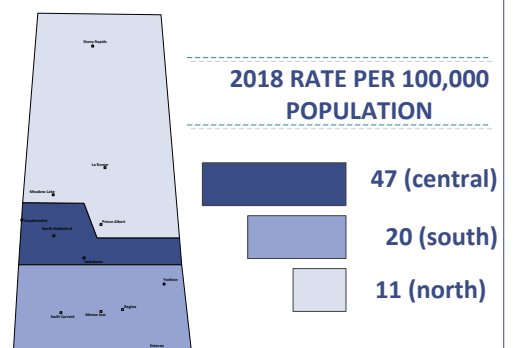 Stony Rapids
2018 RATE PER 100,000
POPULATION
La Ronge
Meadow Lake
47 (central)
Lloydminster
Prince Albert
North Battleford
20 (south)
Saskatoon
Yorkton
11 (north)
Swift Current
Moose Jaw
Regina
Estevan